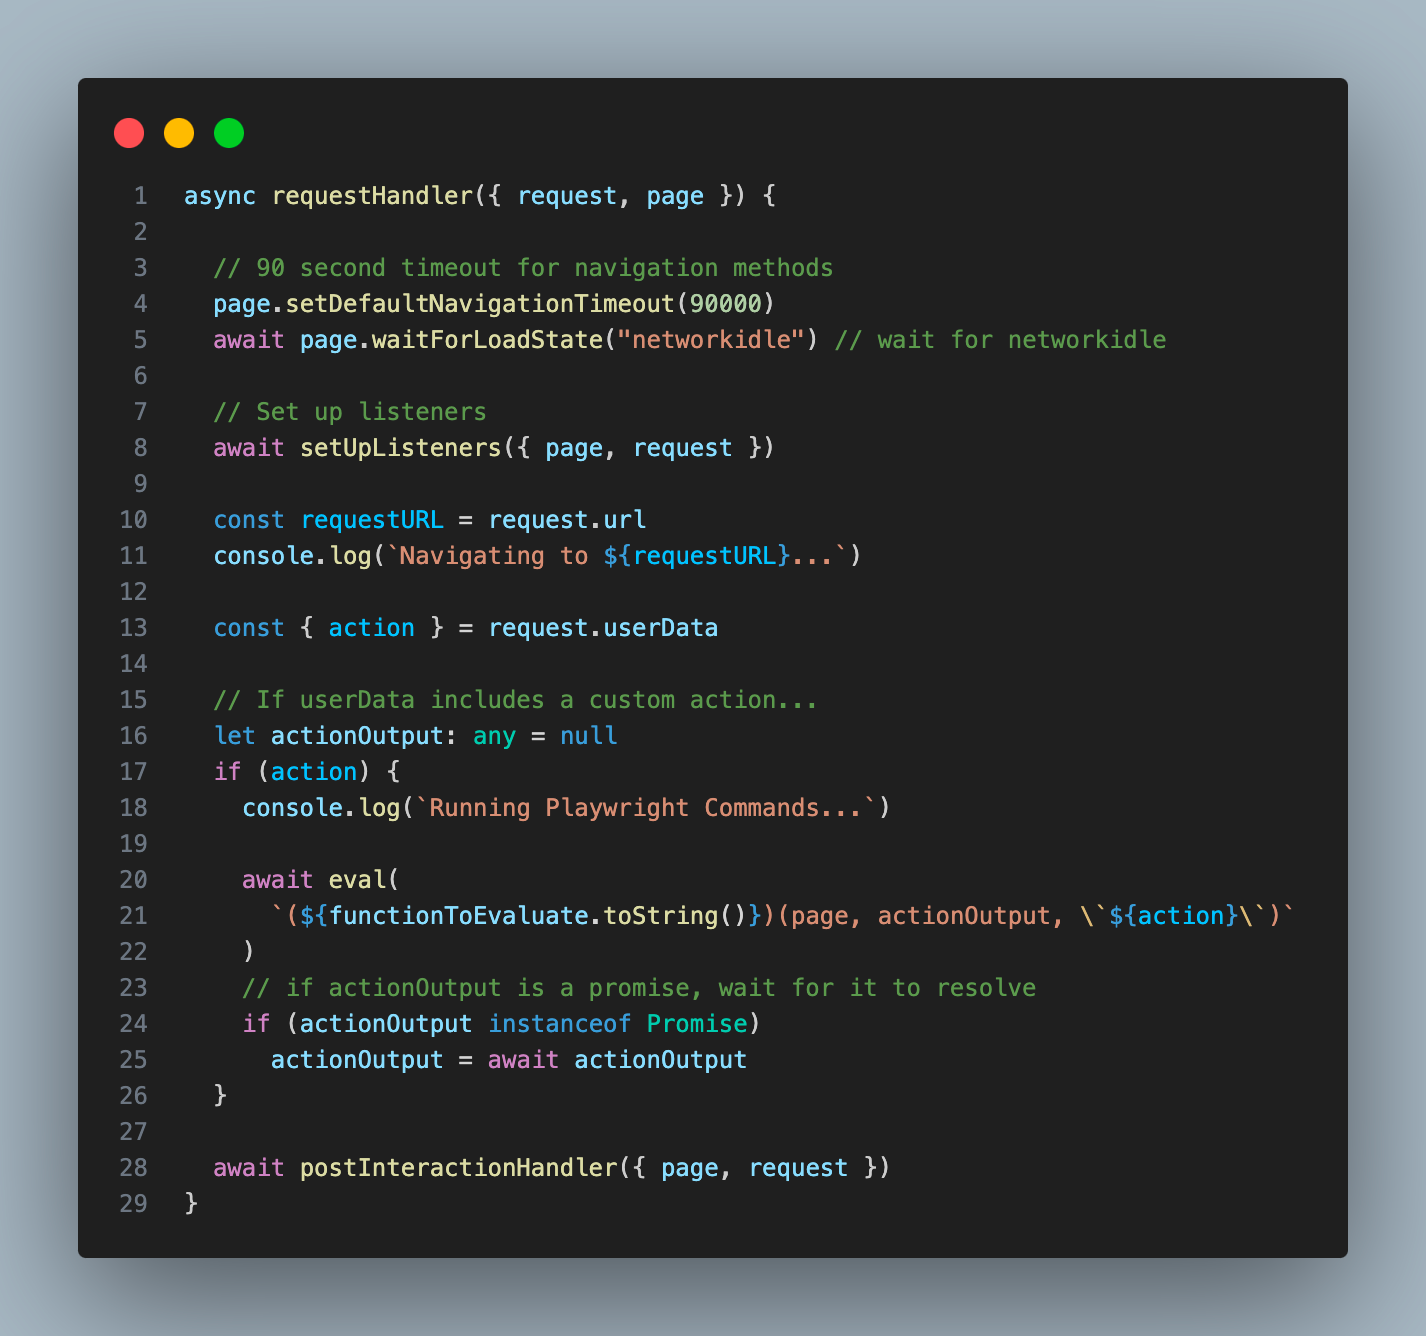 1 async requestHandler({ request, page }) {
2
3   // 90 second timeout for navigation methods
4   page.setDefaultNavigationTimeout(90000)
5   await page.waitForLoadState("networkidle") // wait for networkidle
6
7   // Set up listeners
8   await setUpListeners({ page, request })
9
10   const requestURL = request.url
11   console.log(`Navigating to ${requestURL}...`)
12
13   const { action } = request.userData
14
15   // If userData includes a custom action...
16   let actionOutput: any = null
17   if (action) {
18     console.log(`Running Playwright Commands...`)
19
20     await eval(
21       `(${functionToEvaluate.toString()})(page, actionOutput, \`${action}\`)`
22     )
23     // if actionOutput is a promise, wait for it to resolve
24     if (actionOutput instanceof Promise)
25       actionOutput = await actionOutput
26   }
27
28   await postInteractionHandler({ page, request })
29 }